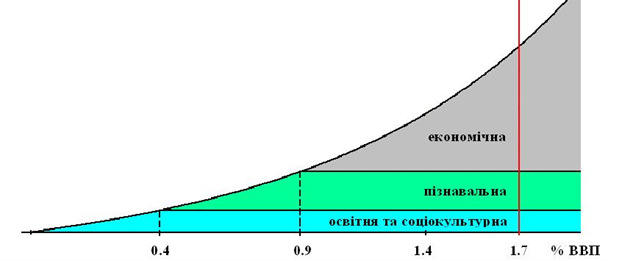 економічна
пізнавальна
освітня та соціокультурна
0.4 0.9 1.4 1.7 % ВВП